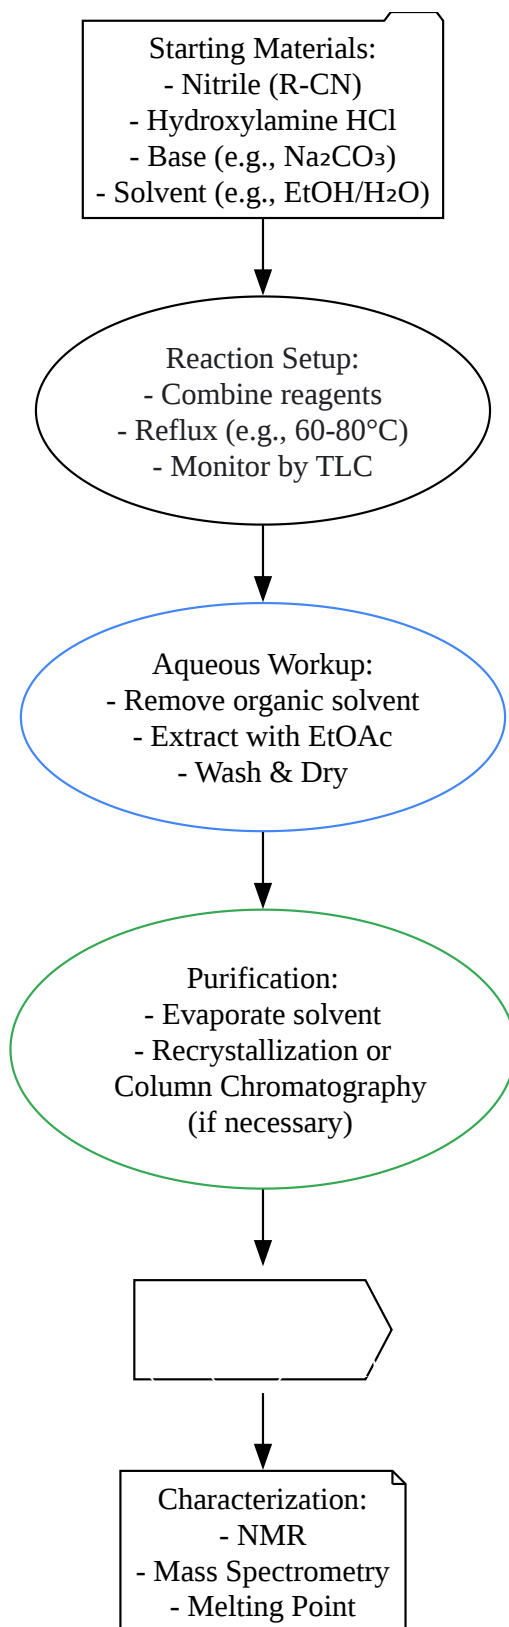 Starting Materials:
- Nitrile (R-CN)
- Hydroxylamine HCl
- Base (e.g., Na₂CO₃)
- Solvent (e.g., EtOH/H₂O)
Reaction Setup:
- Combine reagents
- Reflux (e.g., 60-80°C)
- Monitor by TLC
Aqueous Workup:
- Remove organic solvent
- Extract with EtOAc
- Wash & Dry
Purification:
- Evaporate solvent
- Recrystallization or
Column Chromatography
(if necessary)
Characterization:
- NMR
- Mass Spectrometry
- Melting Point